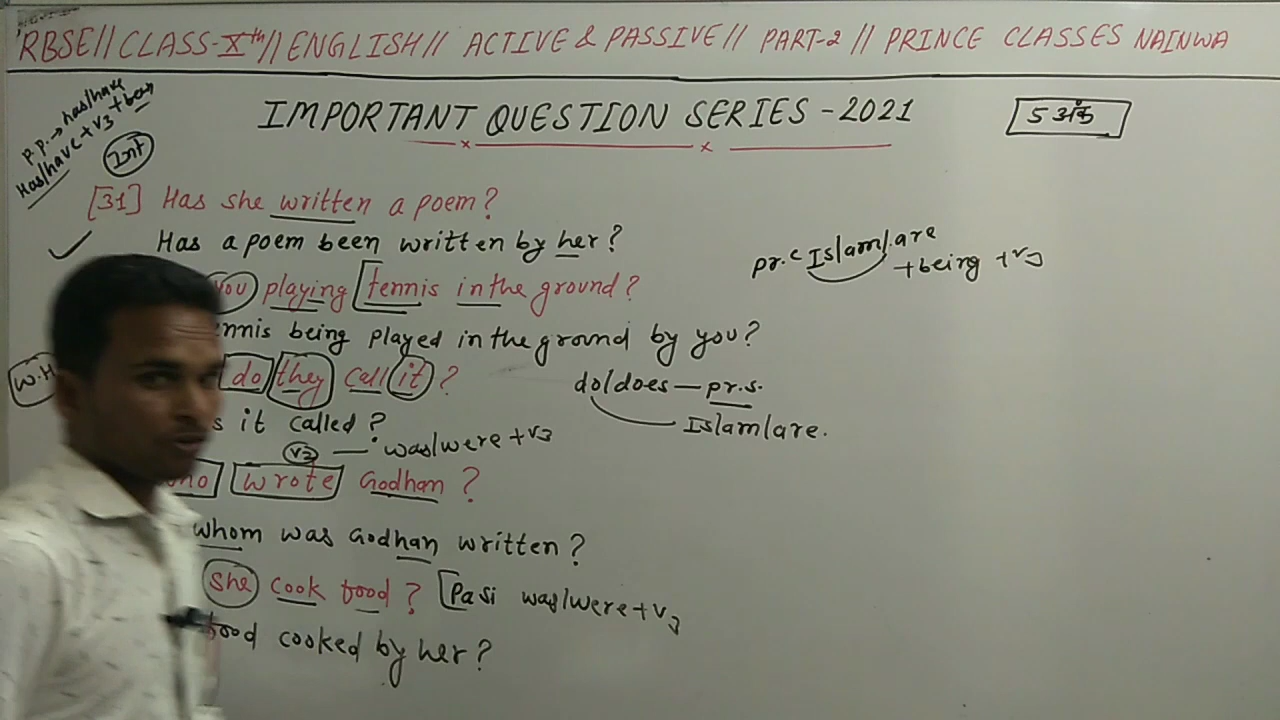 RBSE//CLASS-Xth//ENGLISH// ACTIVE & PASSIVE// PART-2 // PRINCE CLASSES NAINWA
IMPORTANT QUESTION SERIES - 2021
5 अंक
P.P. → has/have
Has/have + V3 + been
Int
[31] Has she written a poem?
Has a poem been written by her?
you playing tennis in the ground?
pr.c Is/am/are
+ being + V3
being played in the ground by you?
W.H
do they call it ?
do/does — pr.s.
it called ?
Is/am/are.
V2 — was/were + V3
wrote Godhan ?
whom was Godhan written?
she cook food ? [Pasi was/were + V3
food cooked by her?